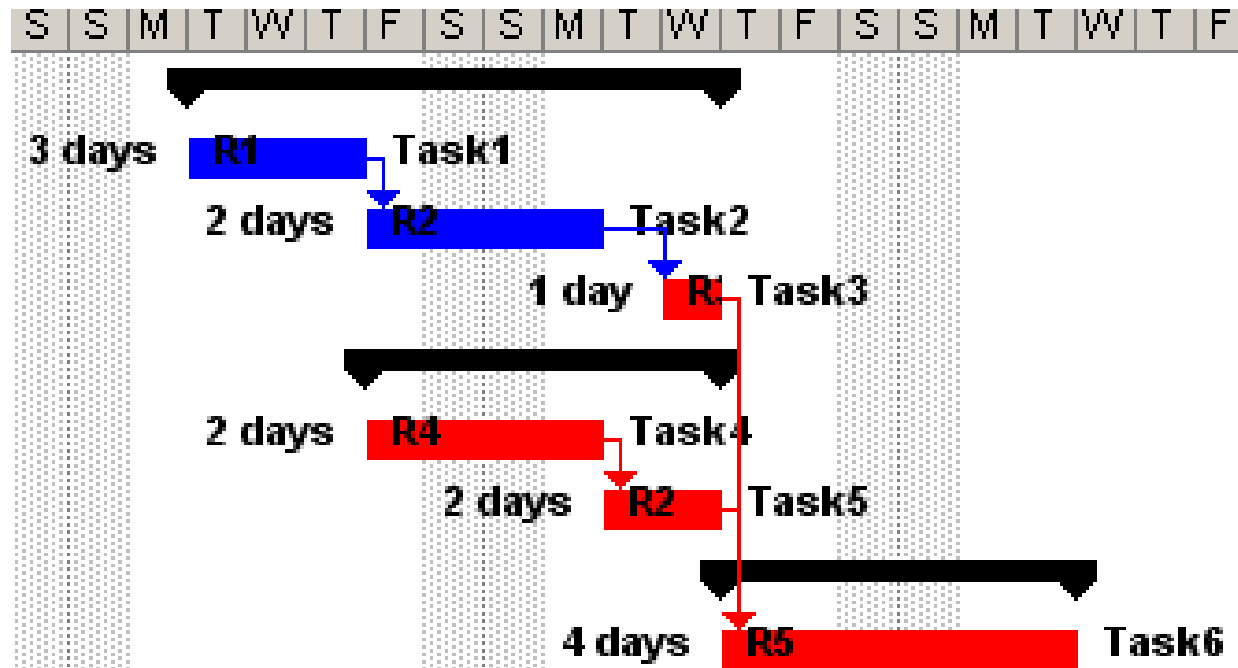 S S M T W T F S S M T W T F S S M T W T F
3 days R1 Task1
2 days R2 Task2
1 day Task3
2 days R4 Task4
2 days R2 Task5
4 days R5 Task6